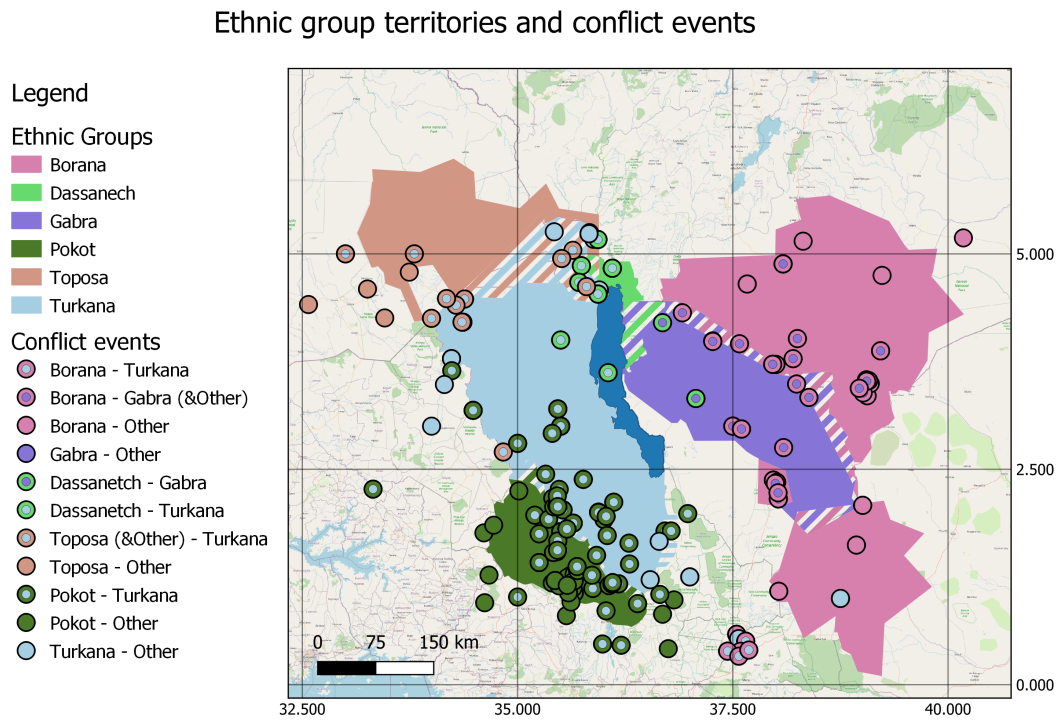 Ethnic group territories and conflict events
Legend
Ethnic Groups
Borana
Dassanech
Gabra
Pokot
Toposa
Turkana
Conflict events
Borana - Turkana
Borana - Gabra (&Other)
Borana - Other
Gabra - Other
Dassanetch - Gabra
Dassanetch - Turkana
Toposa (&Other) - Turkana
Toposa - Other
Pokot - Turkana
Pokot - Other
Turkana - Other
0 75 150 km
5.000
2.500
0.000
32.500 35.000 37.500 40.000